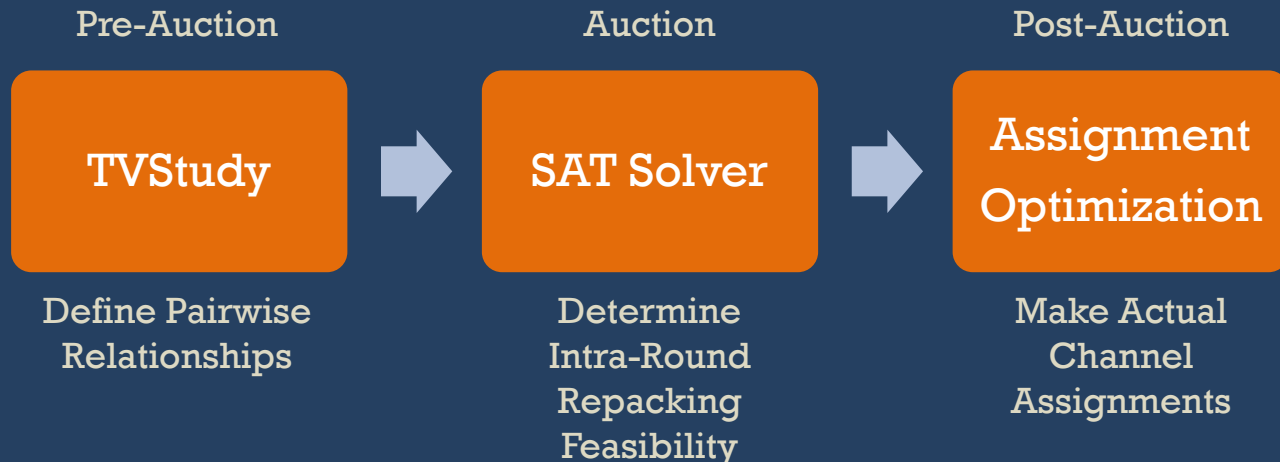 Pre-Auction
TVStudy
Define Pairwise
Relationships
Auction
SAT Solver
Determine
Intra-Round
Repacking
Feasibility
Post-Auction
Assignment
Optimization
Make Actual
Channel
Assignments